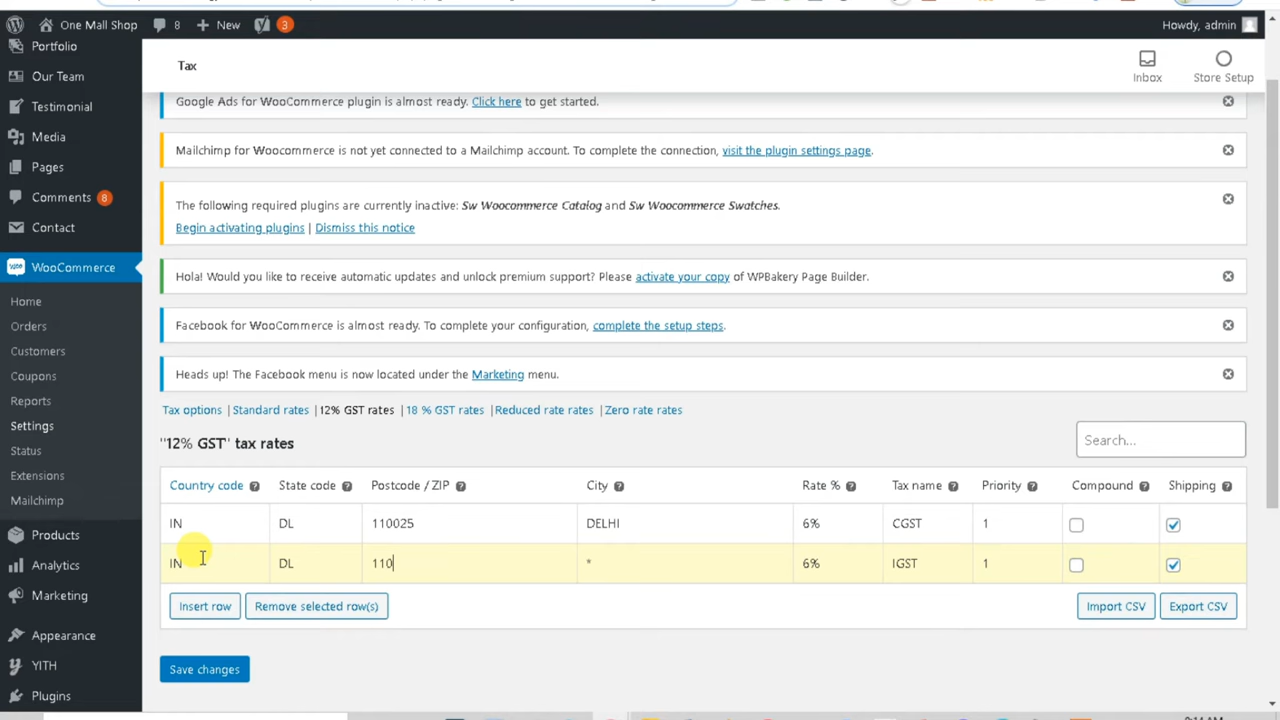 One Mall Shop 8 New 3 Howdy, admin
Portfolio
Our Team
Testimonial
Media
Pages
Comments 8
Contact
WooCommerce
Home
Orders
Customers
Coupons
Reports
Settings
Status
Extensions
Mailchimp
Products
Analytics
Marketing
Appearance
YITH
Plugins
Tax
Inbox
Store Setup
Google Ads for WooCommerce plugin is almost ready. Click here to get started.
Mailchimp for Woocommerce is not yet connected to a Mailchimp account. To complete the connection, visit the plugin settings page.
The following required plugins are currently inactive: Sw Woocommerce Catalog and Sw Woocommerce Swatches.
Begin activating plugins | Dismiss this notice
Hola! Would you like to receive automatic updates and unlock premium support? Please activate your copy of WPBakery Page Builder.
Facebook for WooCommerce is almost ready. To complete your configuration, complete the setup steps.
Heads up! The Facebook menu is now located under the Marketing menu.
Tax options | Standard rates | 12% GST rates | 18 % GST rates | Reduced rate rates | Zero rate rates
"12% GST" tax rates
Search...
Country code ? State code ? Postcode / ZIP ? City ? Rate % ? Tax name ? Priority ? Compound ? Shipping ?
IN DL 110025 DELHI 6% CGST 1
IN DL 110 * 6% IGST 1
Insert row Remove selected row(s) Import CSV Export CSV
Save changes